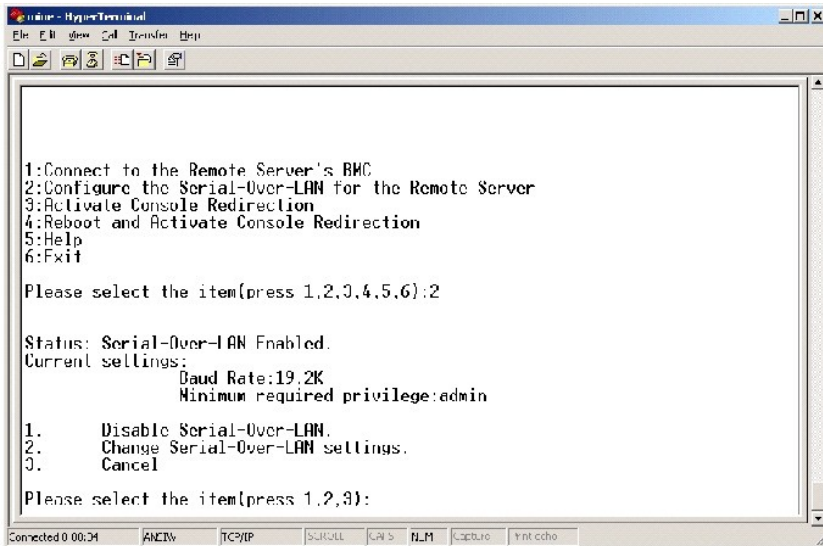 mine - HyperTerminal
File Edit View Call Transfer Help
1:Connect to the Remote Server's BMC
2:Configure the Serial-Over-LAN for the Remote Server
3:Activate Console Redirection
4:Reboot and Activate Console Redirection
5:Help
6:Exit
Please select the item(press 1,2,3,4,5,6):2
Status: Serial-Over-LAN Enabled.
Current settings:
Baud Rate:19.2K
Minimum required privilege:admin
1. Disable Serial-Over-LAN.
2. Change Serial-Over-LAN settings.
3. Cancel
Please select the item(press 1,2,3):
Connected 0:00:04 ANSIW TCP/IP SCROLL CAPS NUM Capture Print echo